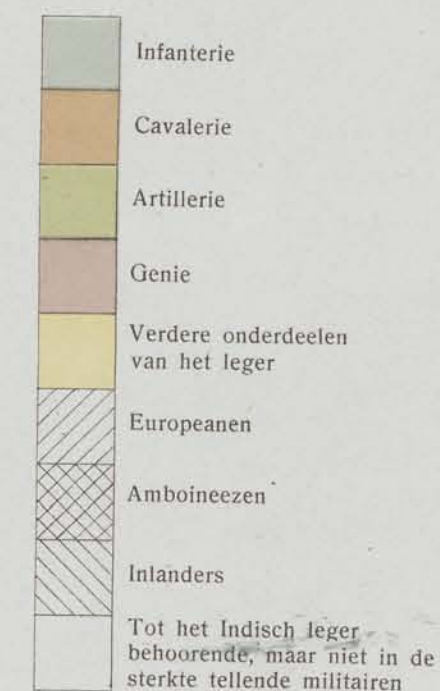 Infanterie
Cavalerie
Artillerie
Genie
Verdere onderdeelen
van het leger
Europeanen
Amboineezen
Inlanders
Tot het Indisch leger
behoorende, maar niet in de
sterkte tellende militairen